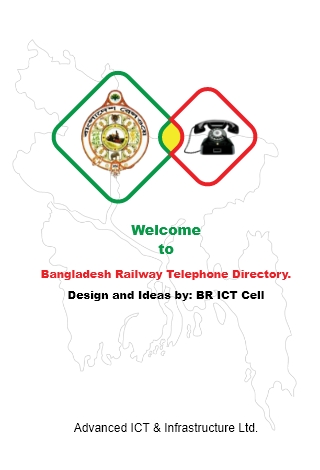 বাংলাদেশ রেলওয়ে
Welcome
to
Bangladesh Railway Telephone Directory.
Design and Ideas by: BR ICT Cell
Advanced ICT & Infrastructure Ltd.